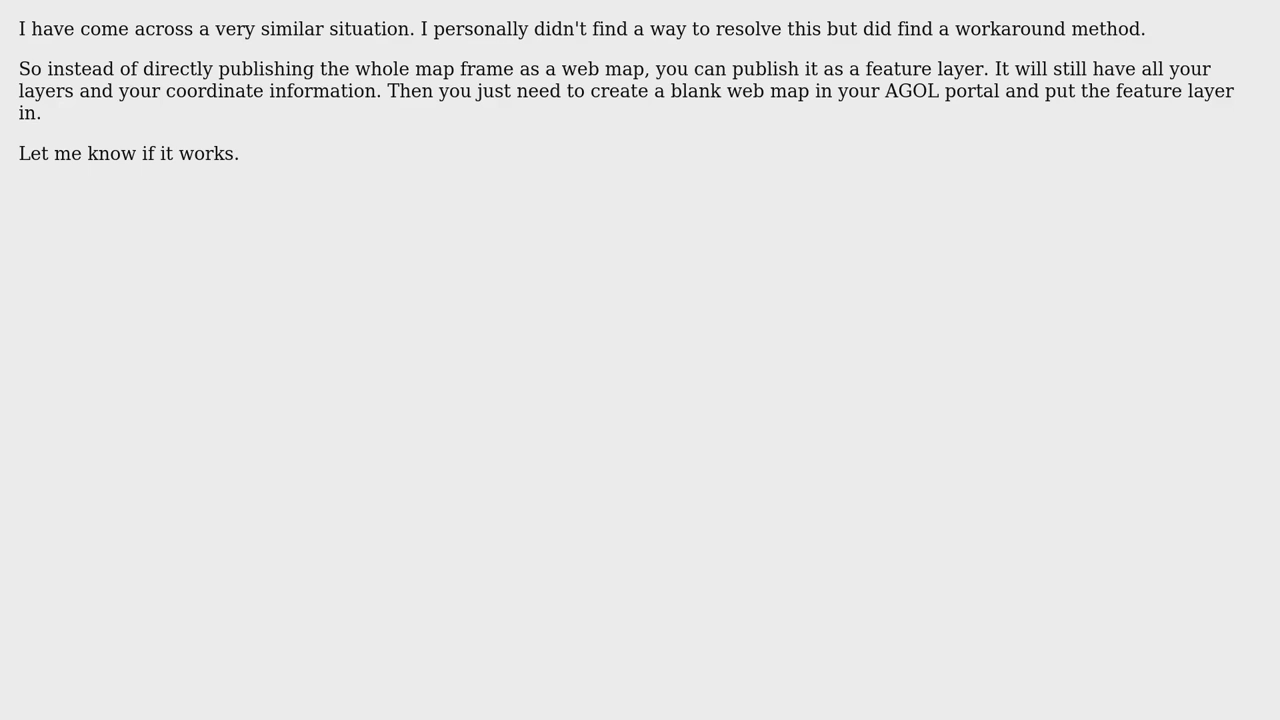 I have come across a very similar situation. I personally didn't find a way to resolve this but did find a workaround method.
So instead of directly publishing the whole map frame as a web map, you can publish it as a feature layer. It will still have all your
layers and your coordinate information. Then you just need to create a blank web map in your AGOL portal and put the feature layer
in.
Let me know if it works.